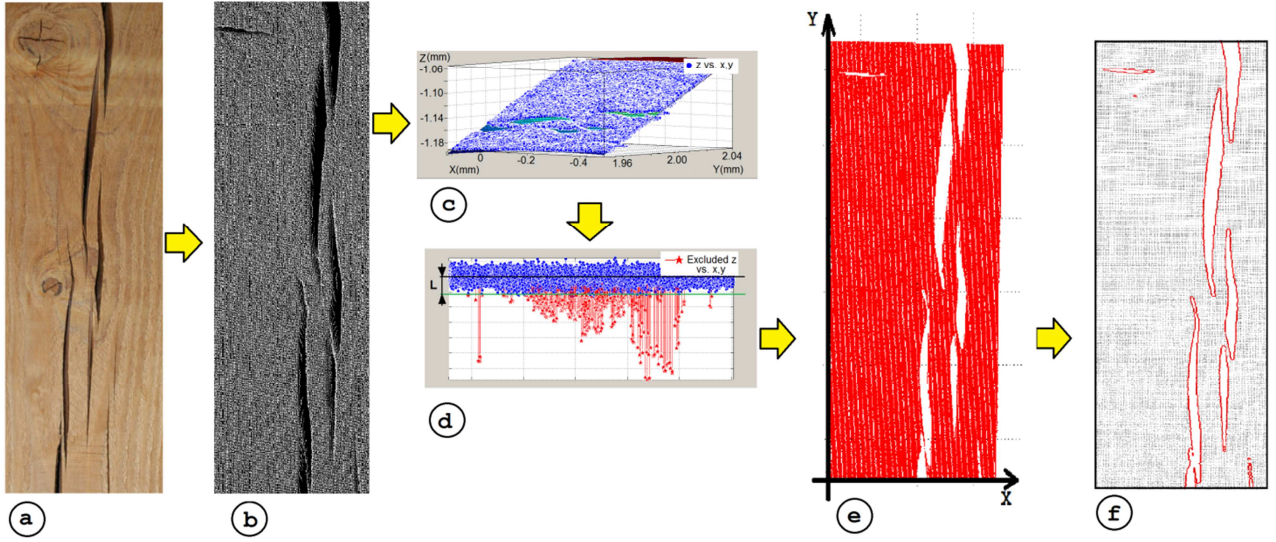 Z(mm)
-1.06
-1.10
-1.14
-1.18
z vs. x,y
0
-0.2
-0.4
1.96
2.00
2.04
X(mm)
Y(mm)
c
L
Excluded z
vs. x,y
d
Y
X
a
b
e
f